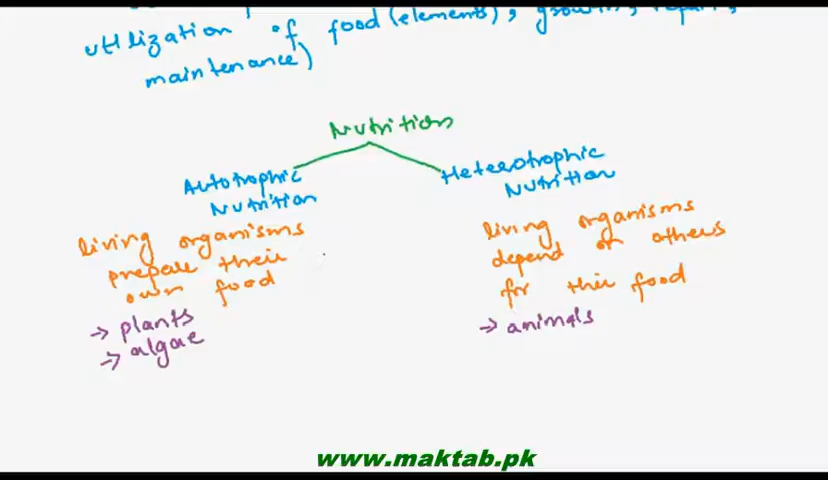 utilization of food (elements), growth, repair,
maintenance)
Nutrition
Autotrophic
Nutrition
Heterotrophic
Nutrition
living organisms
prepare their
own food
→ plants
→ algae
living organisms
depend on others
for thir food
→ animals
www.maktab.pk